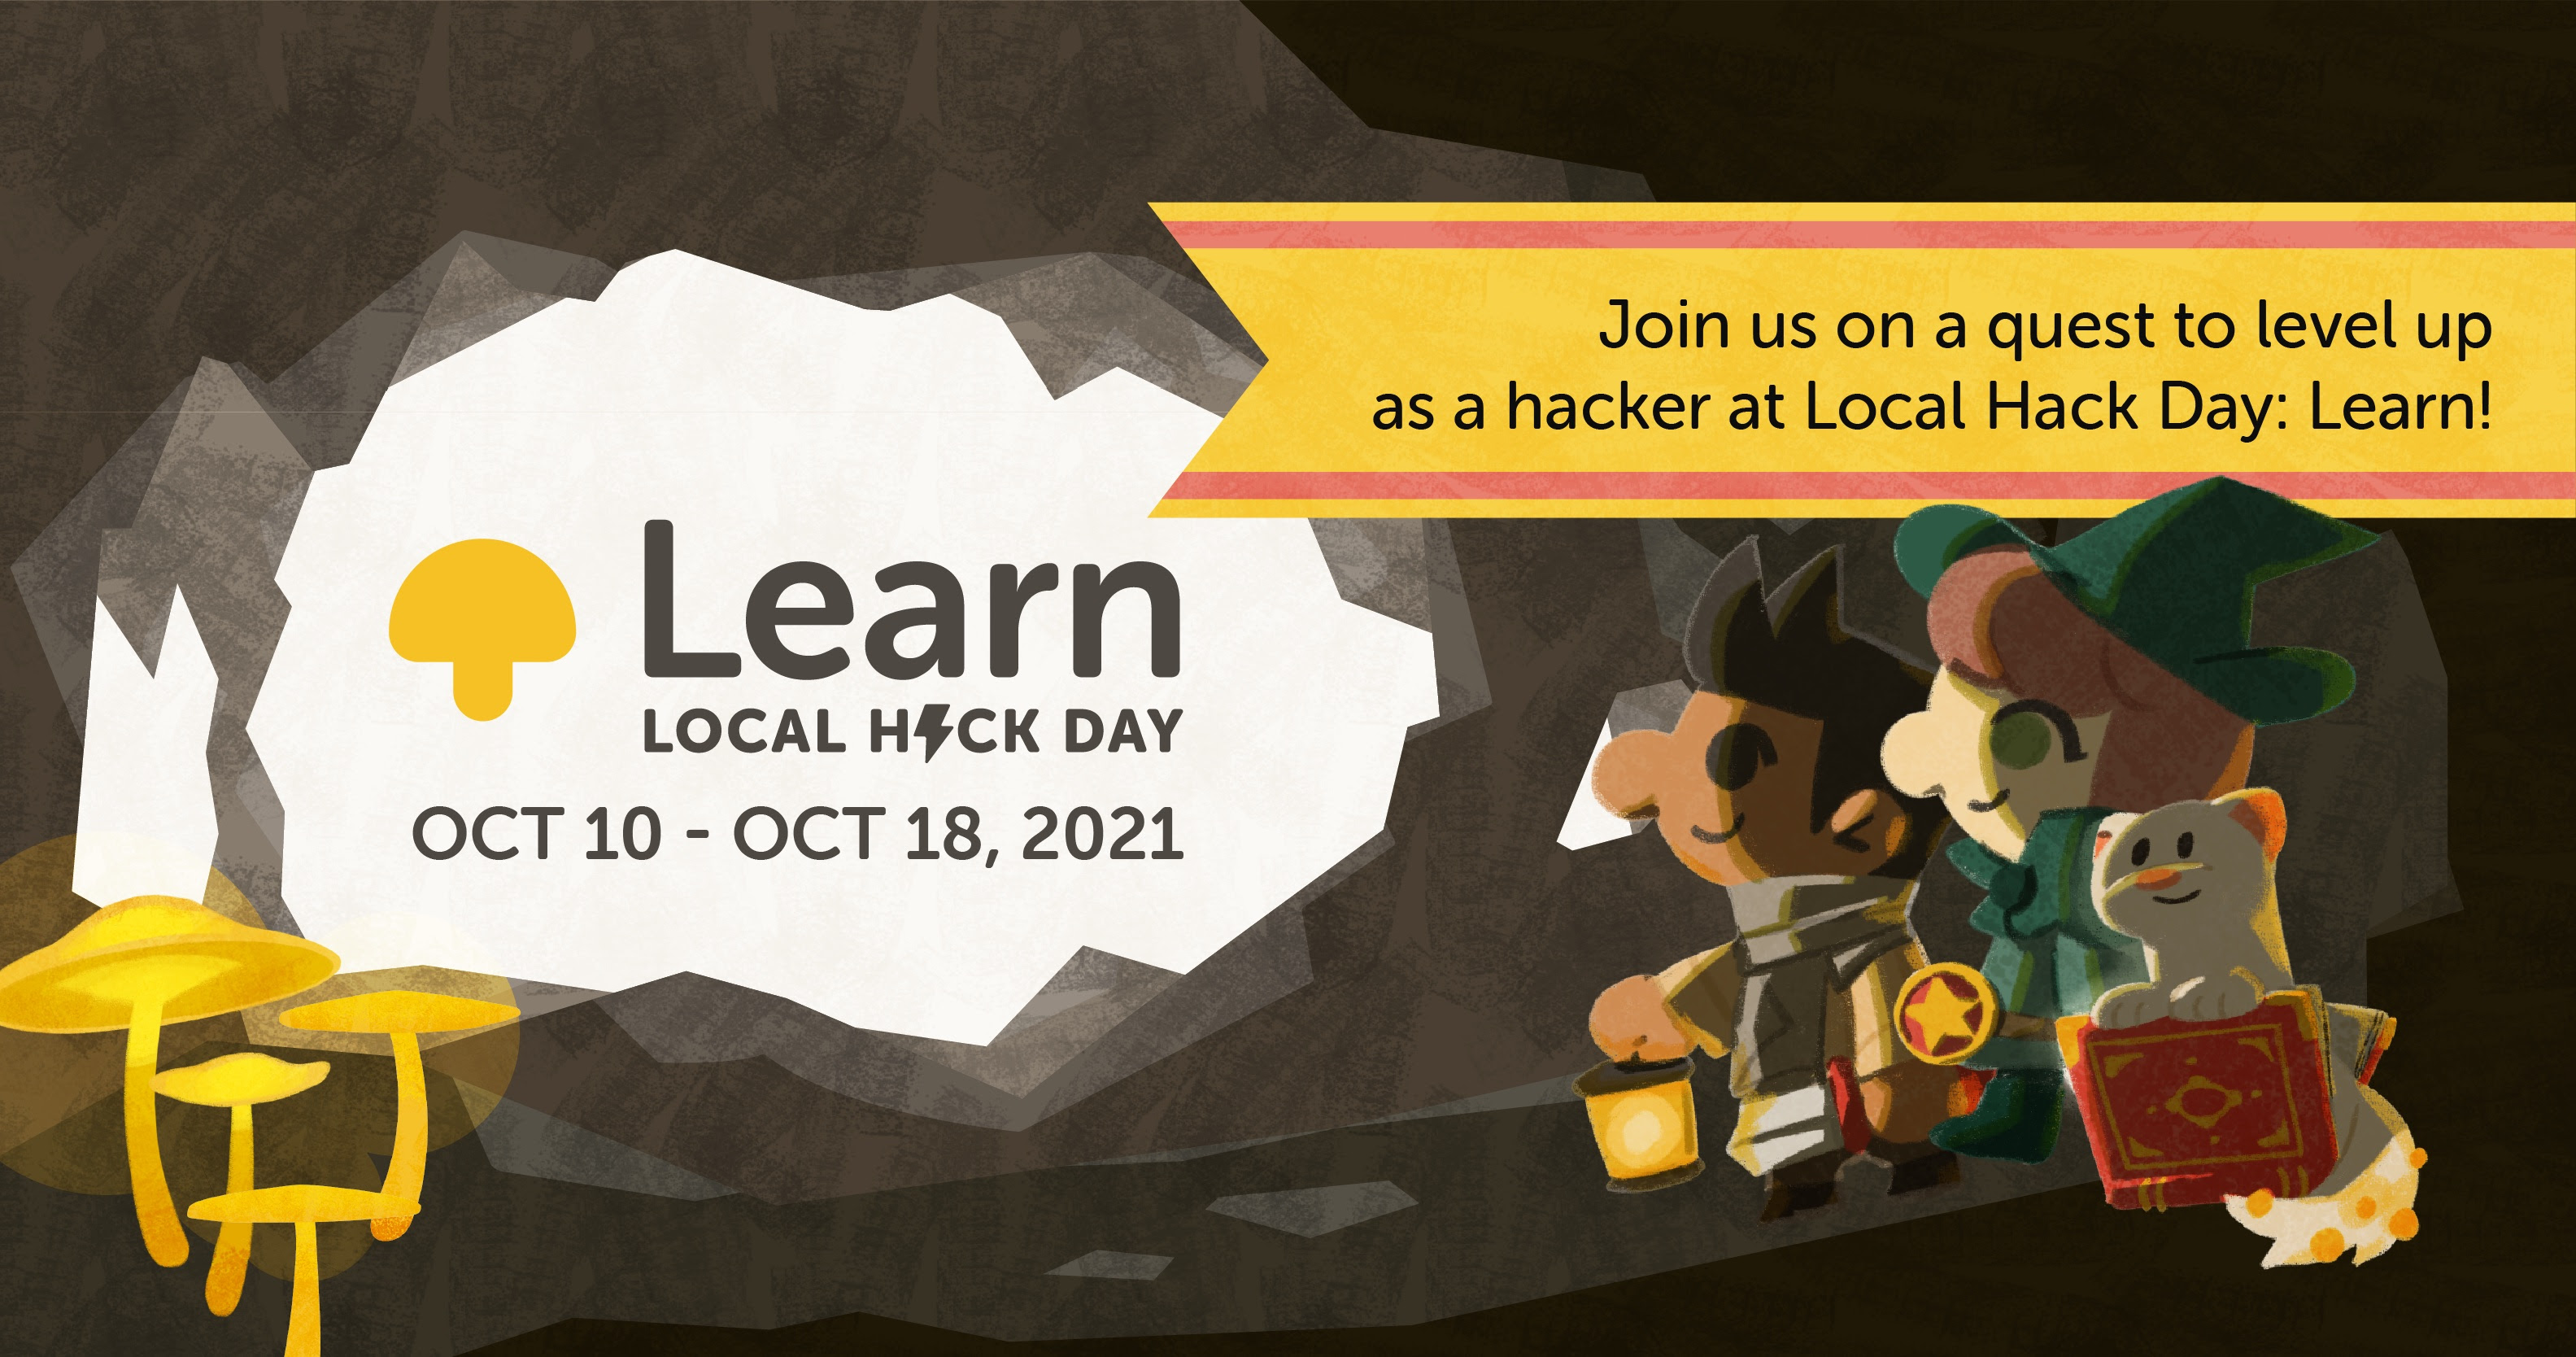 Join us on a quest to level up
as a hacker at Local Hack Day: Learn!
Learn
LOCAL H⚡CK DAY
OCT 10 - OCT 18, 2021